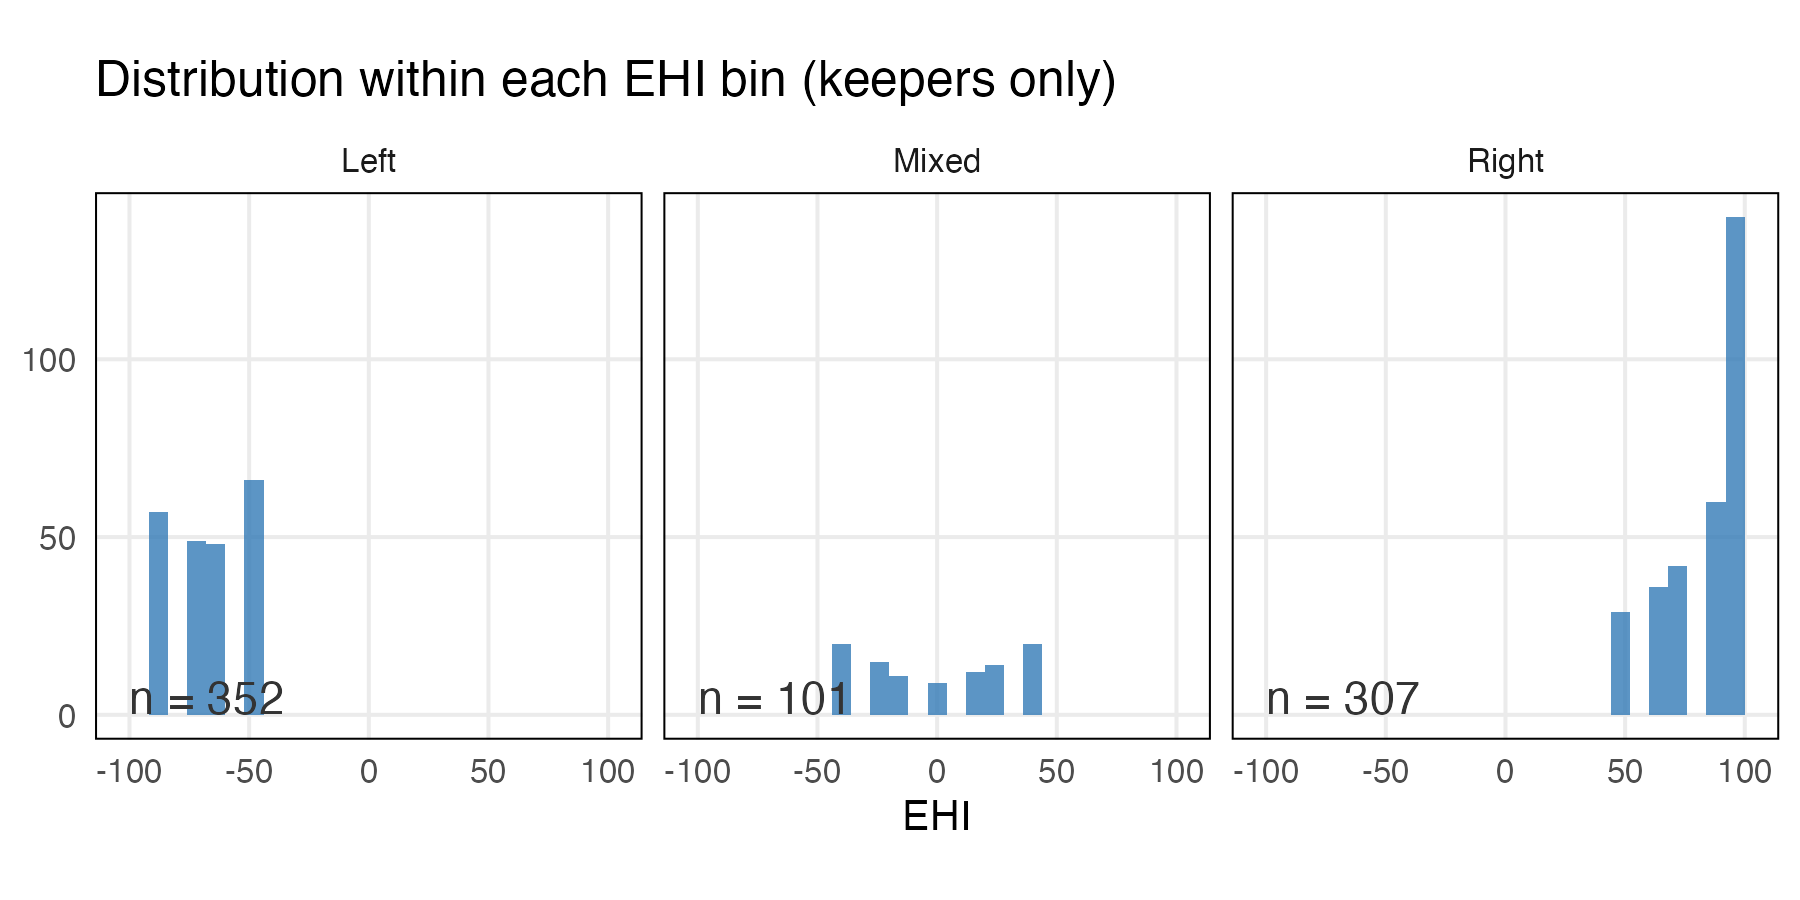 Distribution within each EHI bin (keepers only)
Left Mixed Right
100
50
0
n = 352 n = 101 n = 307
-100 -50 0 50 100 -100 -50 0 50 100 -100 -50 0 50 100
EHI